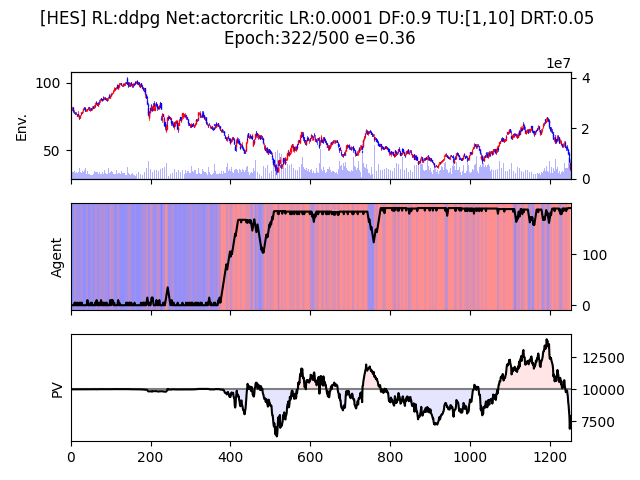 [HES] RL:ddpg Net:actorcritic LR:0.0001 DF:0.9 TU:[1,10] DRT:0.05
Epoch:322/500 e=0.36
1e7
100
50
Env.
4
2
0
Agent
100
0
PV
12500
10000
7500
0
200
400
600
800
1000
1200